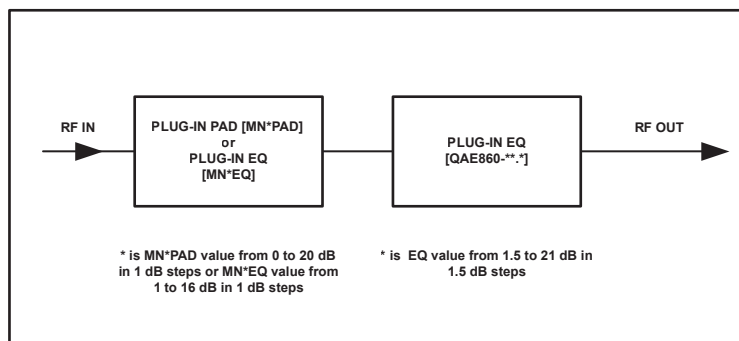 RF IN
PLUG-IN PAD [MN*PAD]
or
PLUG-IN EQ
[MN*EQ]
PLUG-IN EQ
[QAE860-**.*]
RF OUT
* is MN*PAD value from 0 to 20 dB
in 1 dB steps or MN*EQ value from
1 to 16 dB in 1 dB steps
* is EQ value from 1.5 to 21 dB in
1.5 dB steps